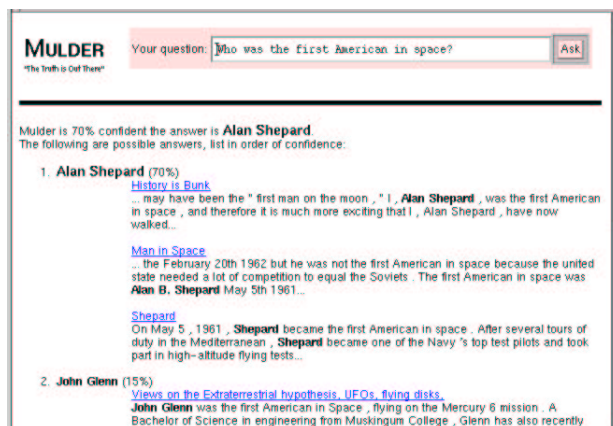 MULDER
"The Truth is Out There"
Your question: Who was the first American in space? Ask
Mulder is 70% confident the answer is Alan Shepard.
The following are possible answers, list in order of confidence:
1. Alan Shepard (70%)
History is Bunk
... may have been the " first man on the moon , " I , Alan Shepard , was the first American
in space , and therefore it is much more exciting that I , Alan Shepard , have now
walked...
Man in Space
... the February 20th 1962 but he was not the first American in space because the united
state needed a lot of competition to equal the Soviets . The first American in space was
Alan B. Shepard May 5th 1961...
Shepard
On May 5 , 1961 , Shepard became the first American in space . After several tours of
duty in the Mediterranean , Shepard became one of the Navy 's top test pilots and took
part in high-altitude flying tests...
2. John Glenn (15%)
Views on the Extraterrestrial hypothesis, UFOs, flying disks,
John Glenn was the first American in Space , flying on the Mercury 6 mission . A
Bachelor of Science in engineering from Muskingum College , Glenn has also recently